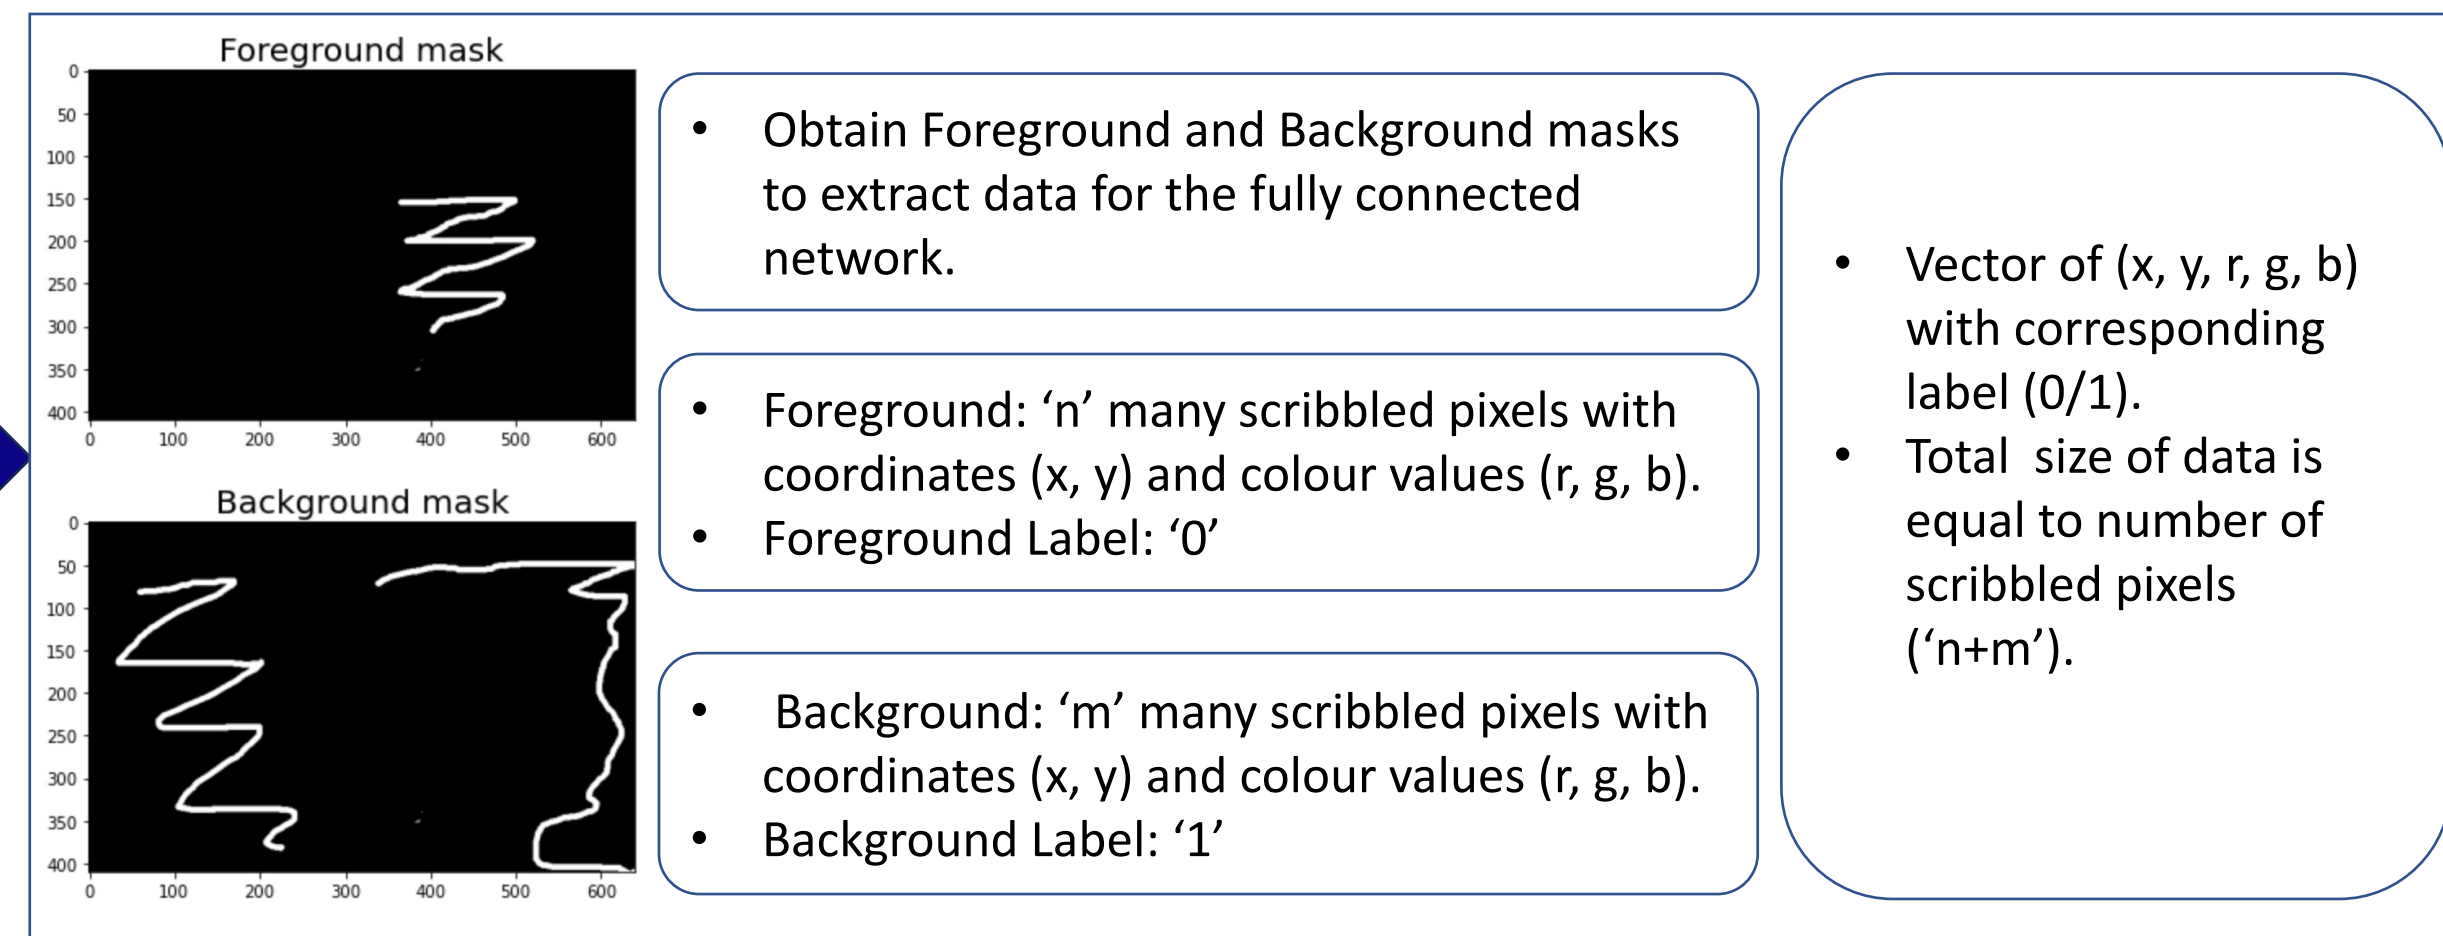 Foreground mask
0
50
100
150
200
250
300
350
400
0 100 200 300 400 500 600
Background mask
0
50
100
150
200
250
300
350
400
0 100 200 300 400 500 600
• Obtain Foreground and Background masks
to extract data for the fully connected
network.
• Foreground: ‘n’ many scribbled pixels with
coordinates (x, y) and colour values (r, g, b).
• Foreground Label: ‘0’
• Background: ‘m’ many scribbled pixels with
coordinates (x, y) and colour values (r, g, b).
• Background Label: ‘1’
• Vector of (x, y, r, g, b)
with corresponding
label (0/1).
• Total  size of data is
equal to number of
scribbled pixels
(‘n+m’).